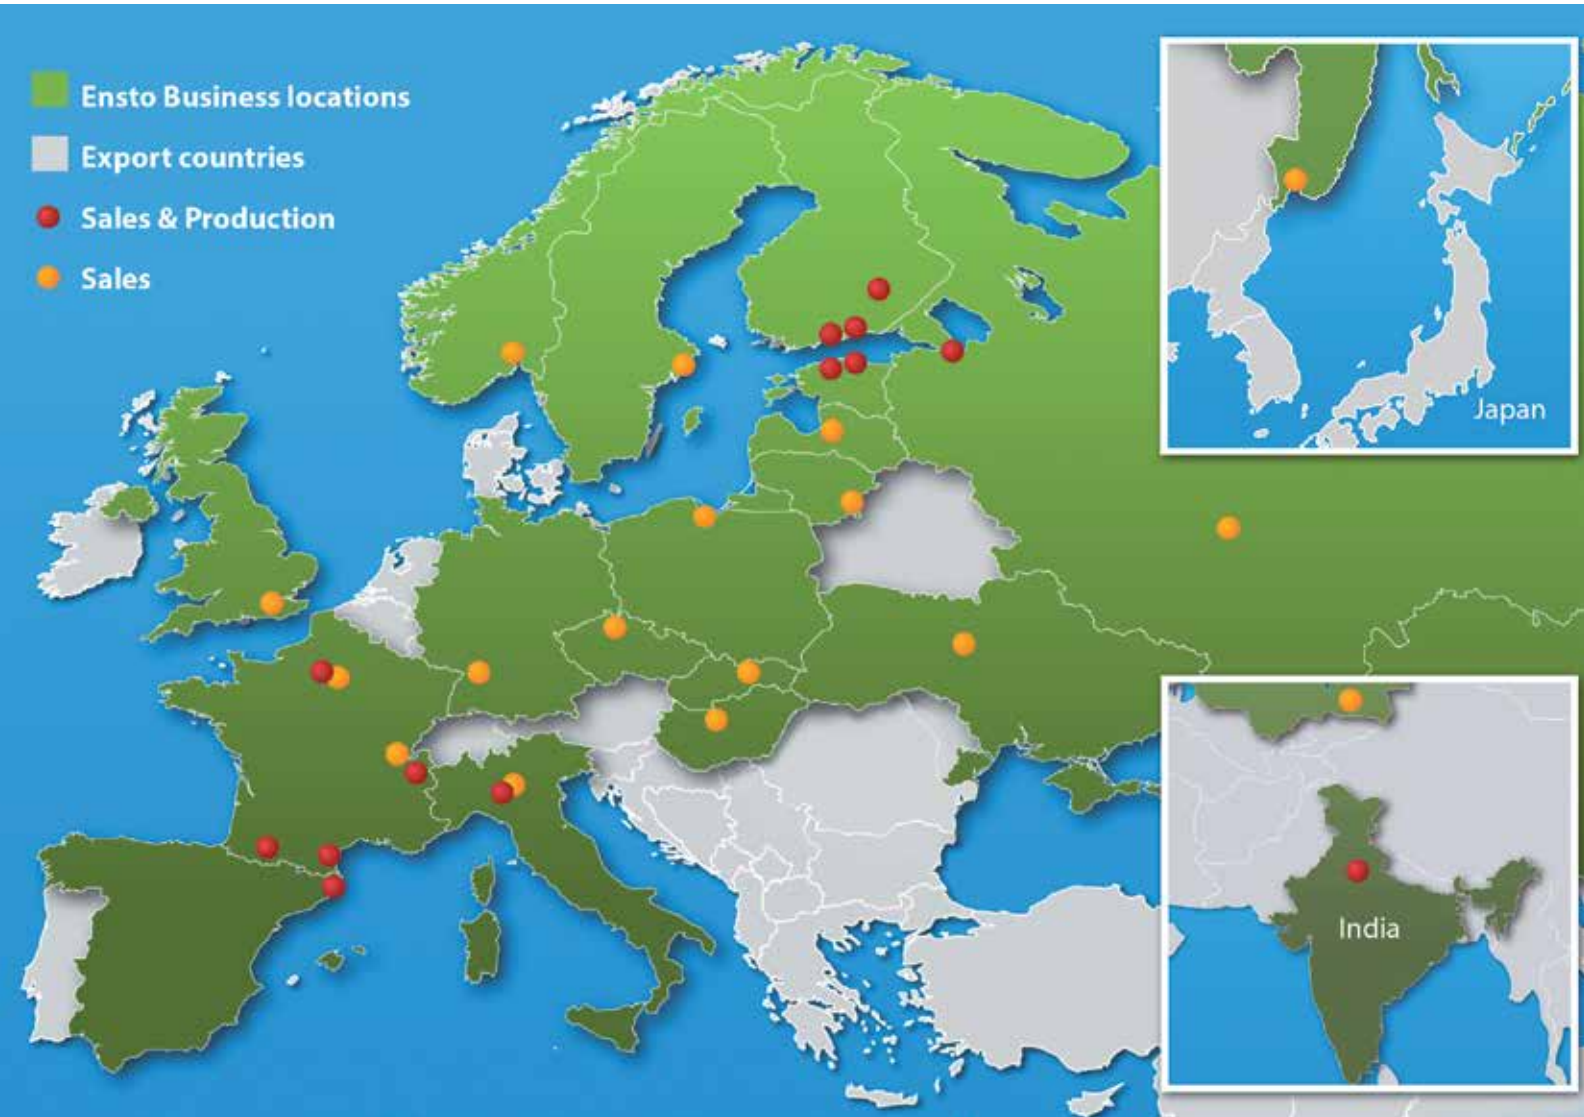 Ensto Business locations
Export countries
Sales & Production
Sales
Japan
India